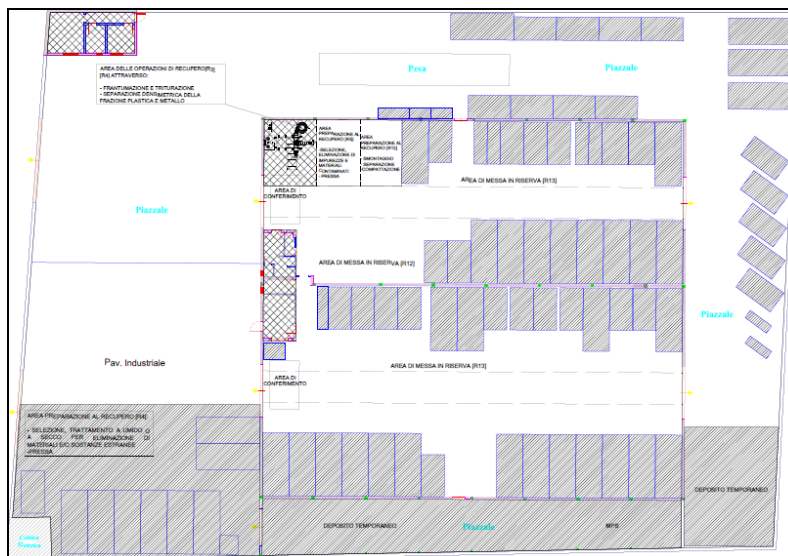 AREA DELLE OPERAZIONI DI RECUPERO[R3]
[R4] ATTRAVERSO:
- FRANTUMAZIONE E TRITURAZIONE
- SEPARAZIONE DENSIMETRICA DELLA
FRAZIONE PLASTICA E METALLO
Pesa
Piazzale
AREA
PREPARAZIONE AL
RECUPERO [R3]
-SELEZIONE,
ELIMINAZIONE DI
IMPUREZZE E
MATERIALI
CONTAMINATI
-PRESSA
AREA
PREPARAZIONE AL
RECUPERO [R12]
-SMONTAGGIO
-SEPARAZIONE
-COMPATTAZIONE
AREA DI MESSA IN RISERVA [R13]
AREA DI
CONFERIMENTO
Piazzale
AREA DI MESSA IN RISERVA [R12]
Piazzale
Pav. Industriale
AREA DI MESSA IN RISERVA [R13]
AREA DI
CONFERIMENTO
AREA PREPARAZIONE AL RECUPERO [R4]
- SELEZIONE, TRATTAMENTO A UMIDO O
A SECCO PER ELIMINAZIONE DI
MATERIALI E/O SOSTANZE ESTRANEE
-PRESSA
DEPOSITO TEMPORANEO
DEPOSITO TEMPORANEO
Piazzale
MPS
Cabina